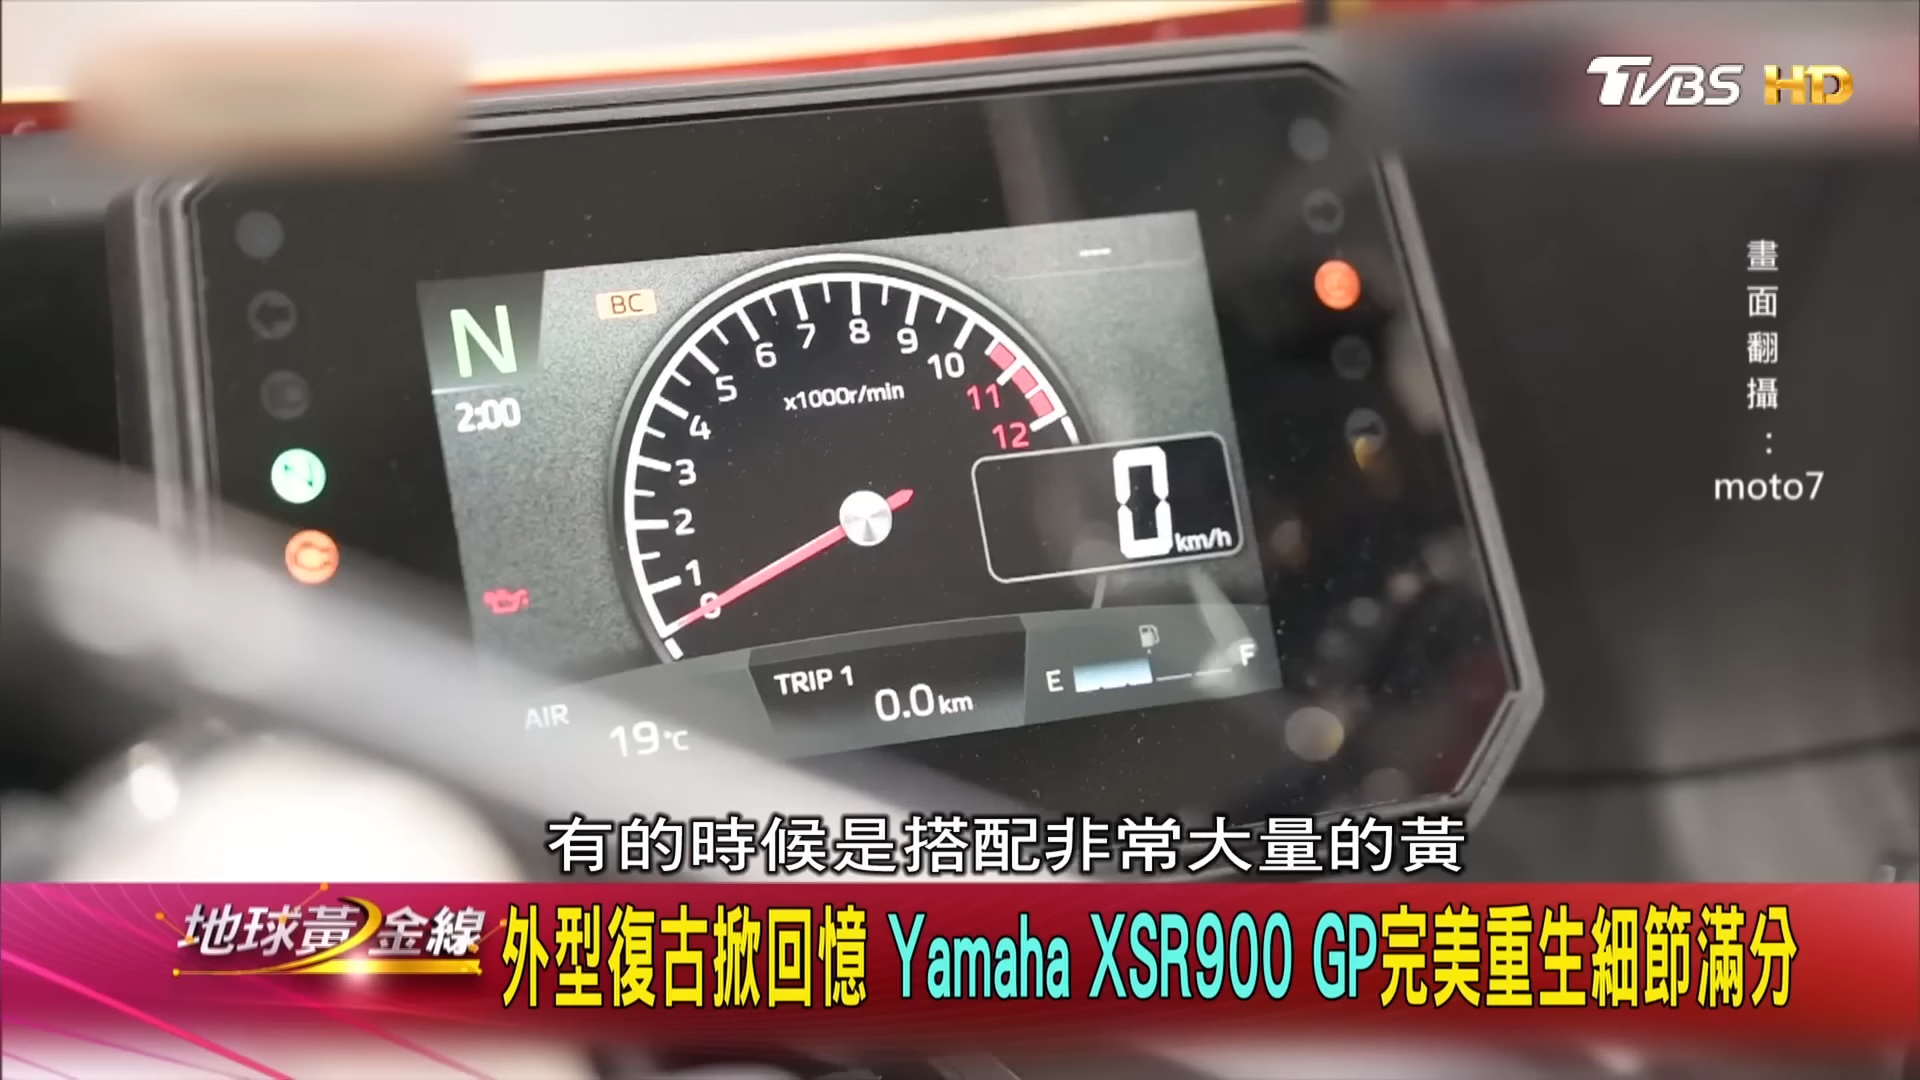 TVBS HD
畫面翻攝：
moto7
N
BC
2:00
0
1
2
3
4
5
6
7
8
9
10
11
12
x1000r/min
0 km/h
AIR
19°C
TRIP 1
0.0 km
E
F
有的時候是搭配非常大量的黃
地球黃金線
外型復古掀回憶 Yamaha XSR900 GP完美重生細節滿分